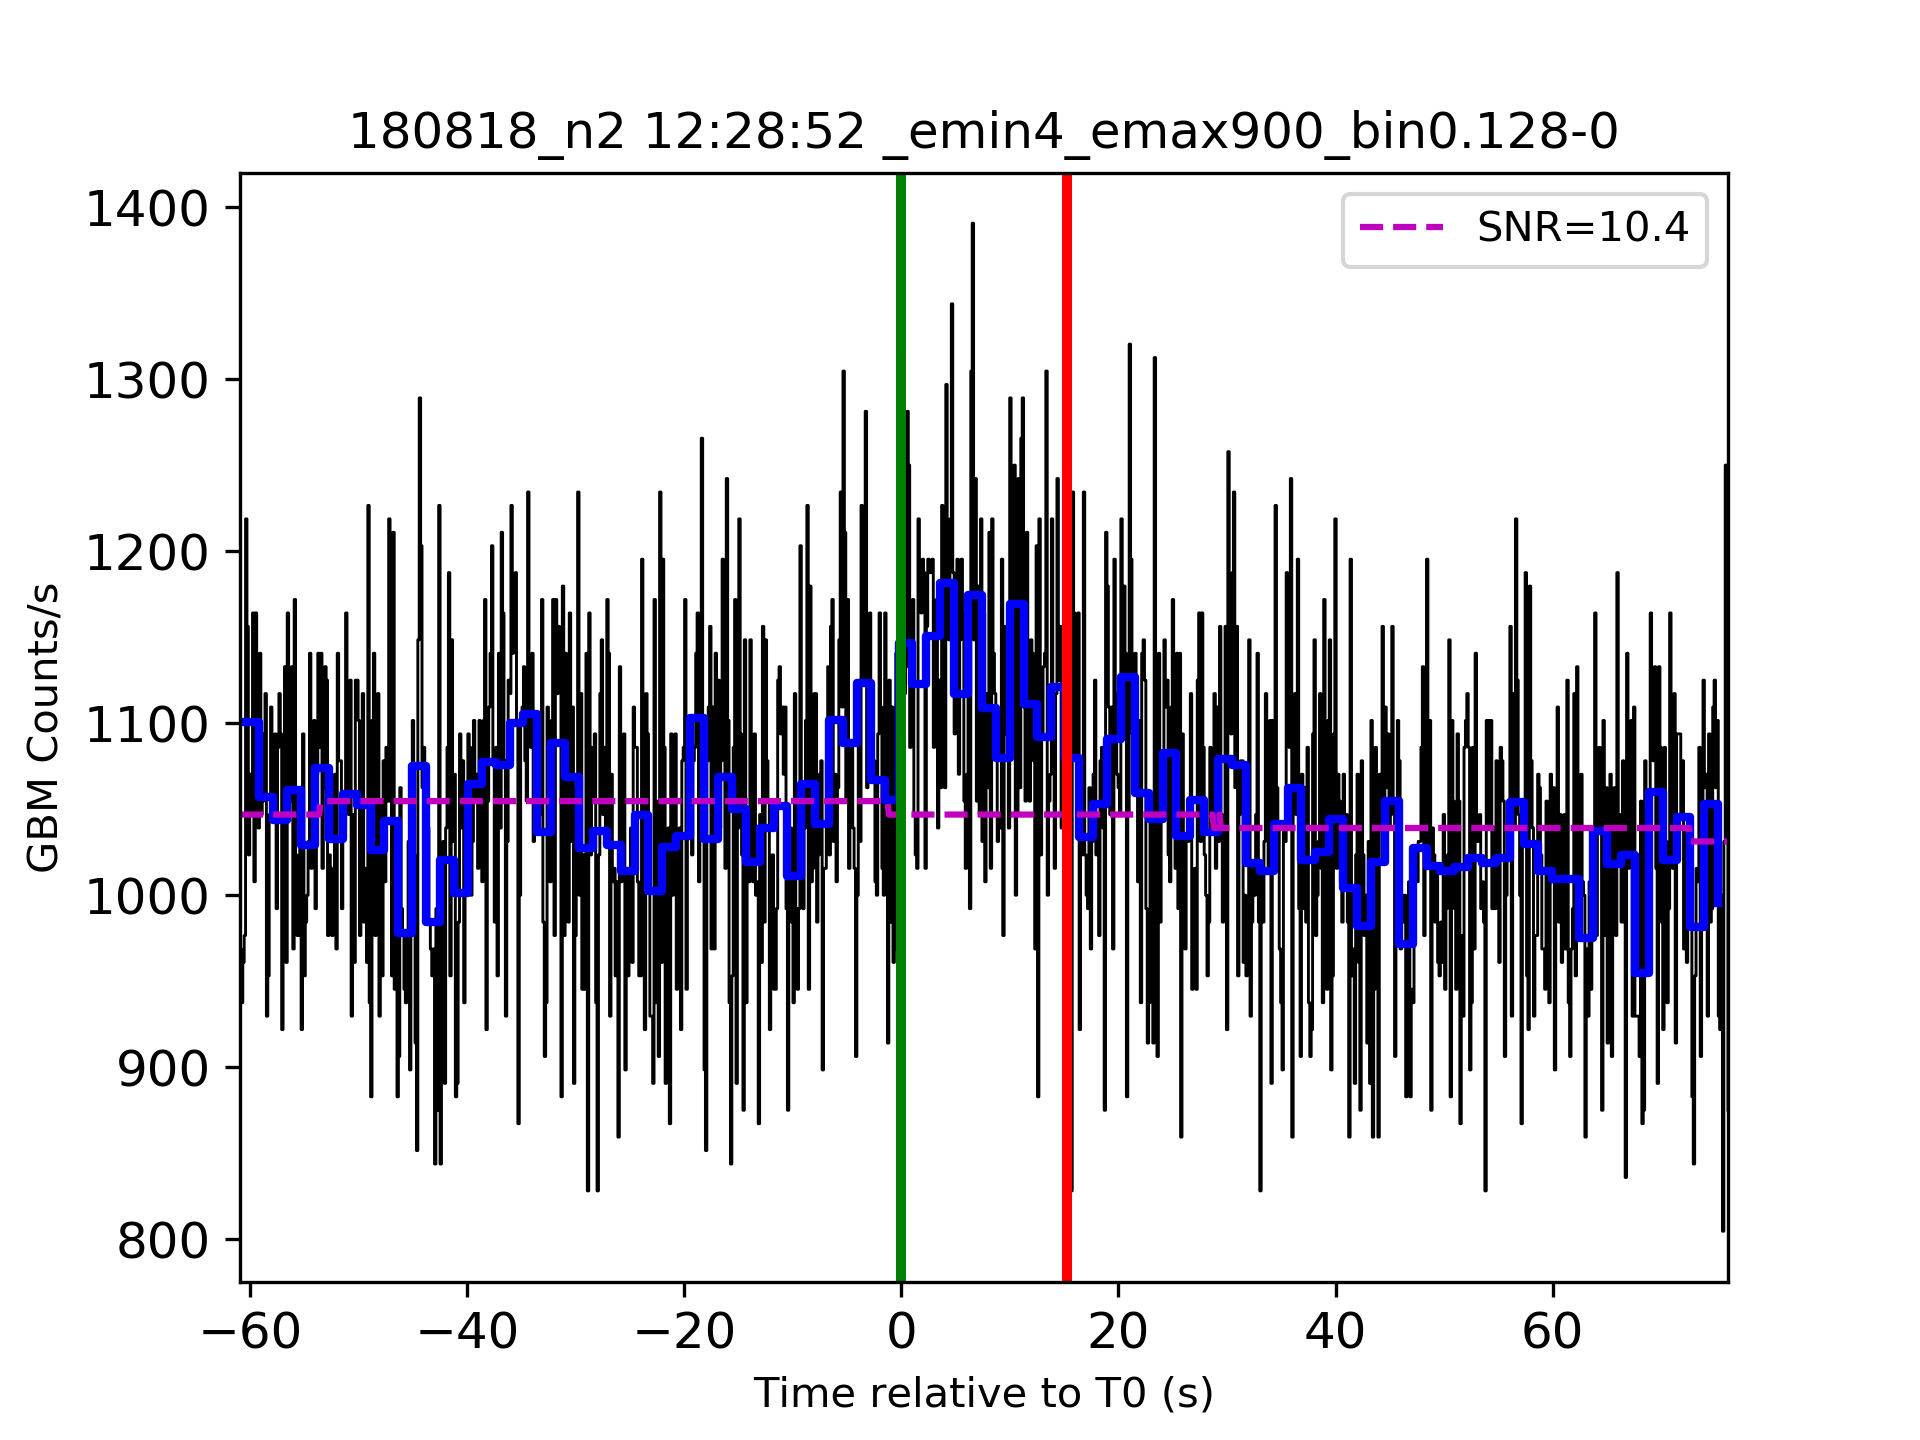 180818_n2 12:28:52 _emin4_emax900_bin0.128-0
SNR=10.4
GBM Counts/s
1400
1300
1200
1100
1000
900
800
−60 −40 −20 0 20 40 60
Time relative to T0 (s)